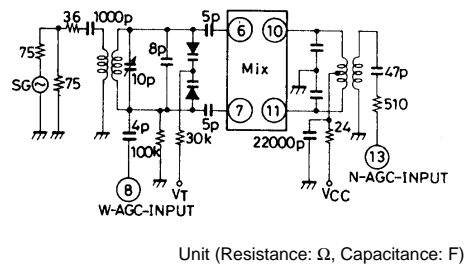 36 1000p 5p
6 10
75 8p Mix 47p
10p
SG 75 510
7 11
4p 5p 24
100k 30k 22000p 13
8 VT VCC N-AGC-INPUT
W-AGC-INPUT
Unit (Resistance: Ω, Capacitance: F)